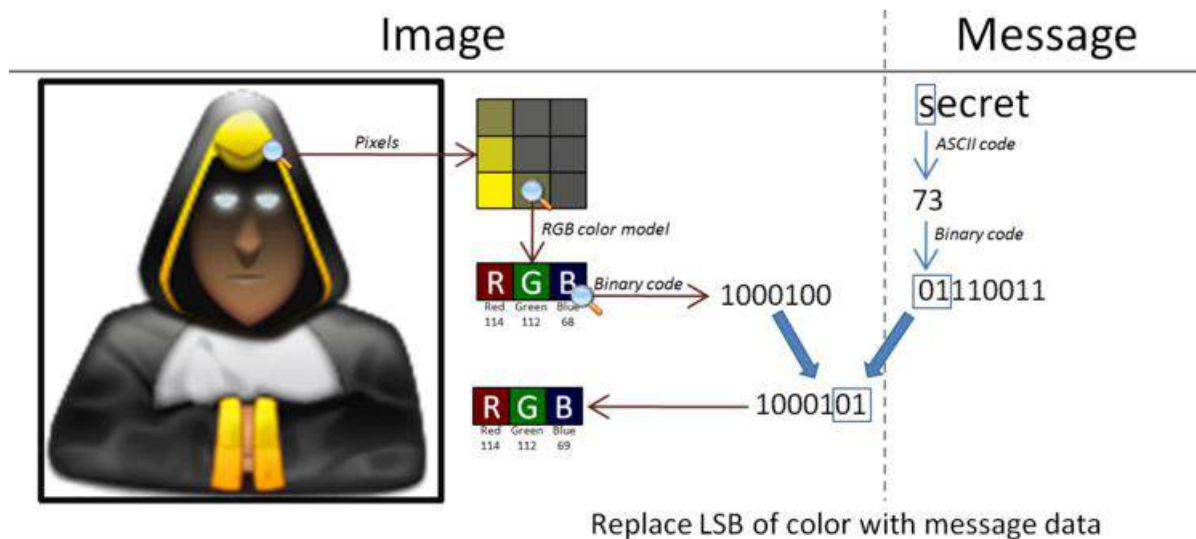 Image
Message
secret
ASCII code
73
Binary code
01110011
Pixels
RGB color model
R G B
Red Green Blue
114 112 68
Binary code
1000100
1000101
R G B
Red Green Blue
114 112 69
Replace LSB of color with message data